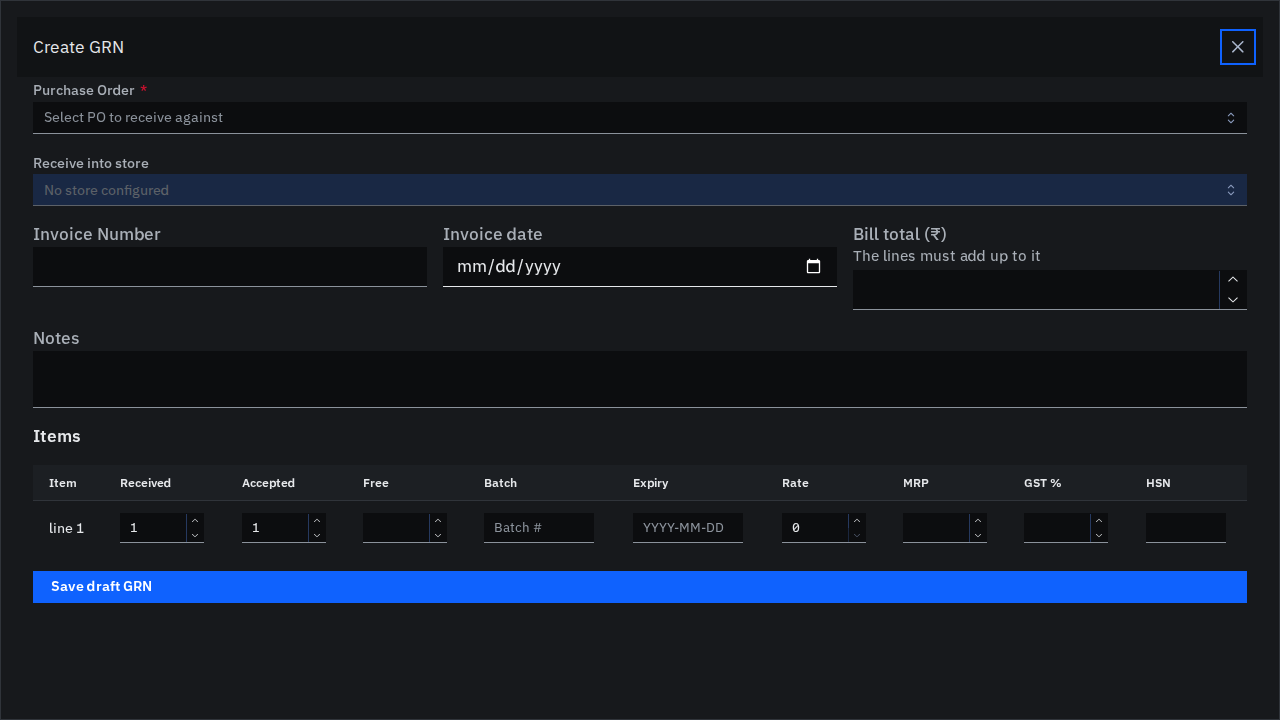 Create GRN
Purchase Order *
Select PO to receive against
Receive into store
No store configured
Invoice Number Invoice date Bill total (₹)
The lines must add up to it
mm/dd/yyyy
Notes
Items
Item Received Accepted Free Batch Expiry Rate MRP GST % HSN
line 1 1 1 Batch # YYYY-MM-DD 0
Save draft GRN